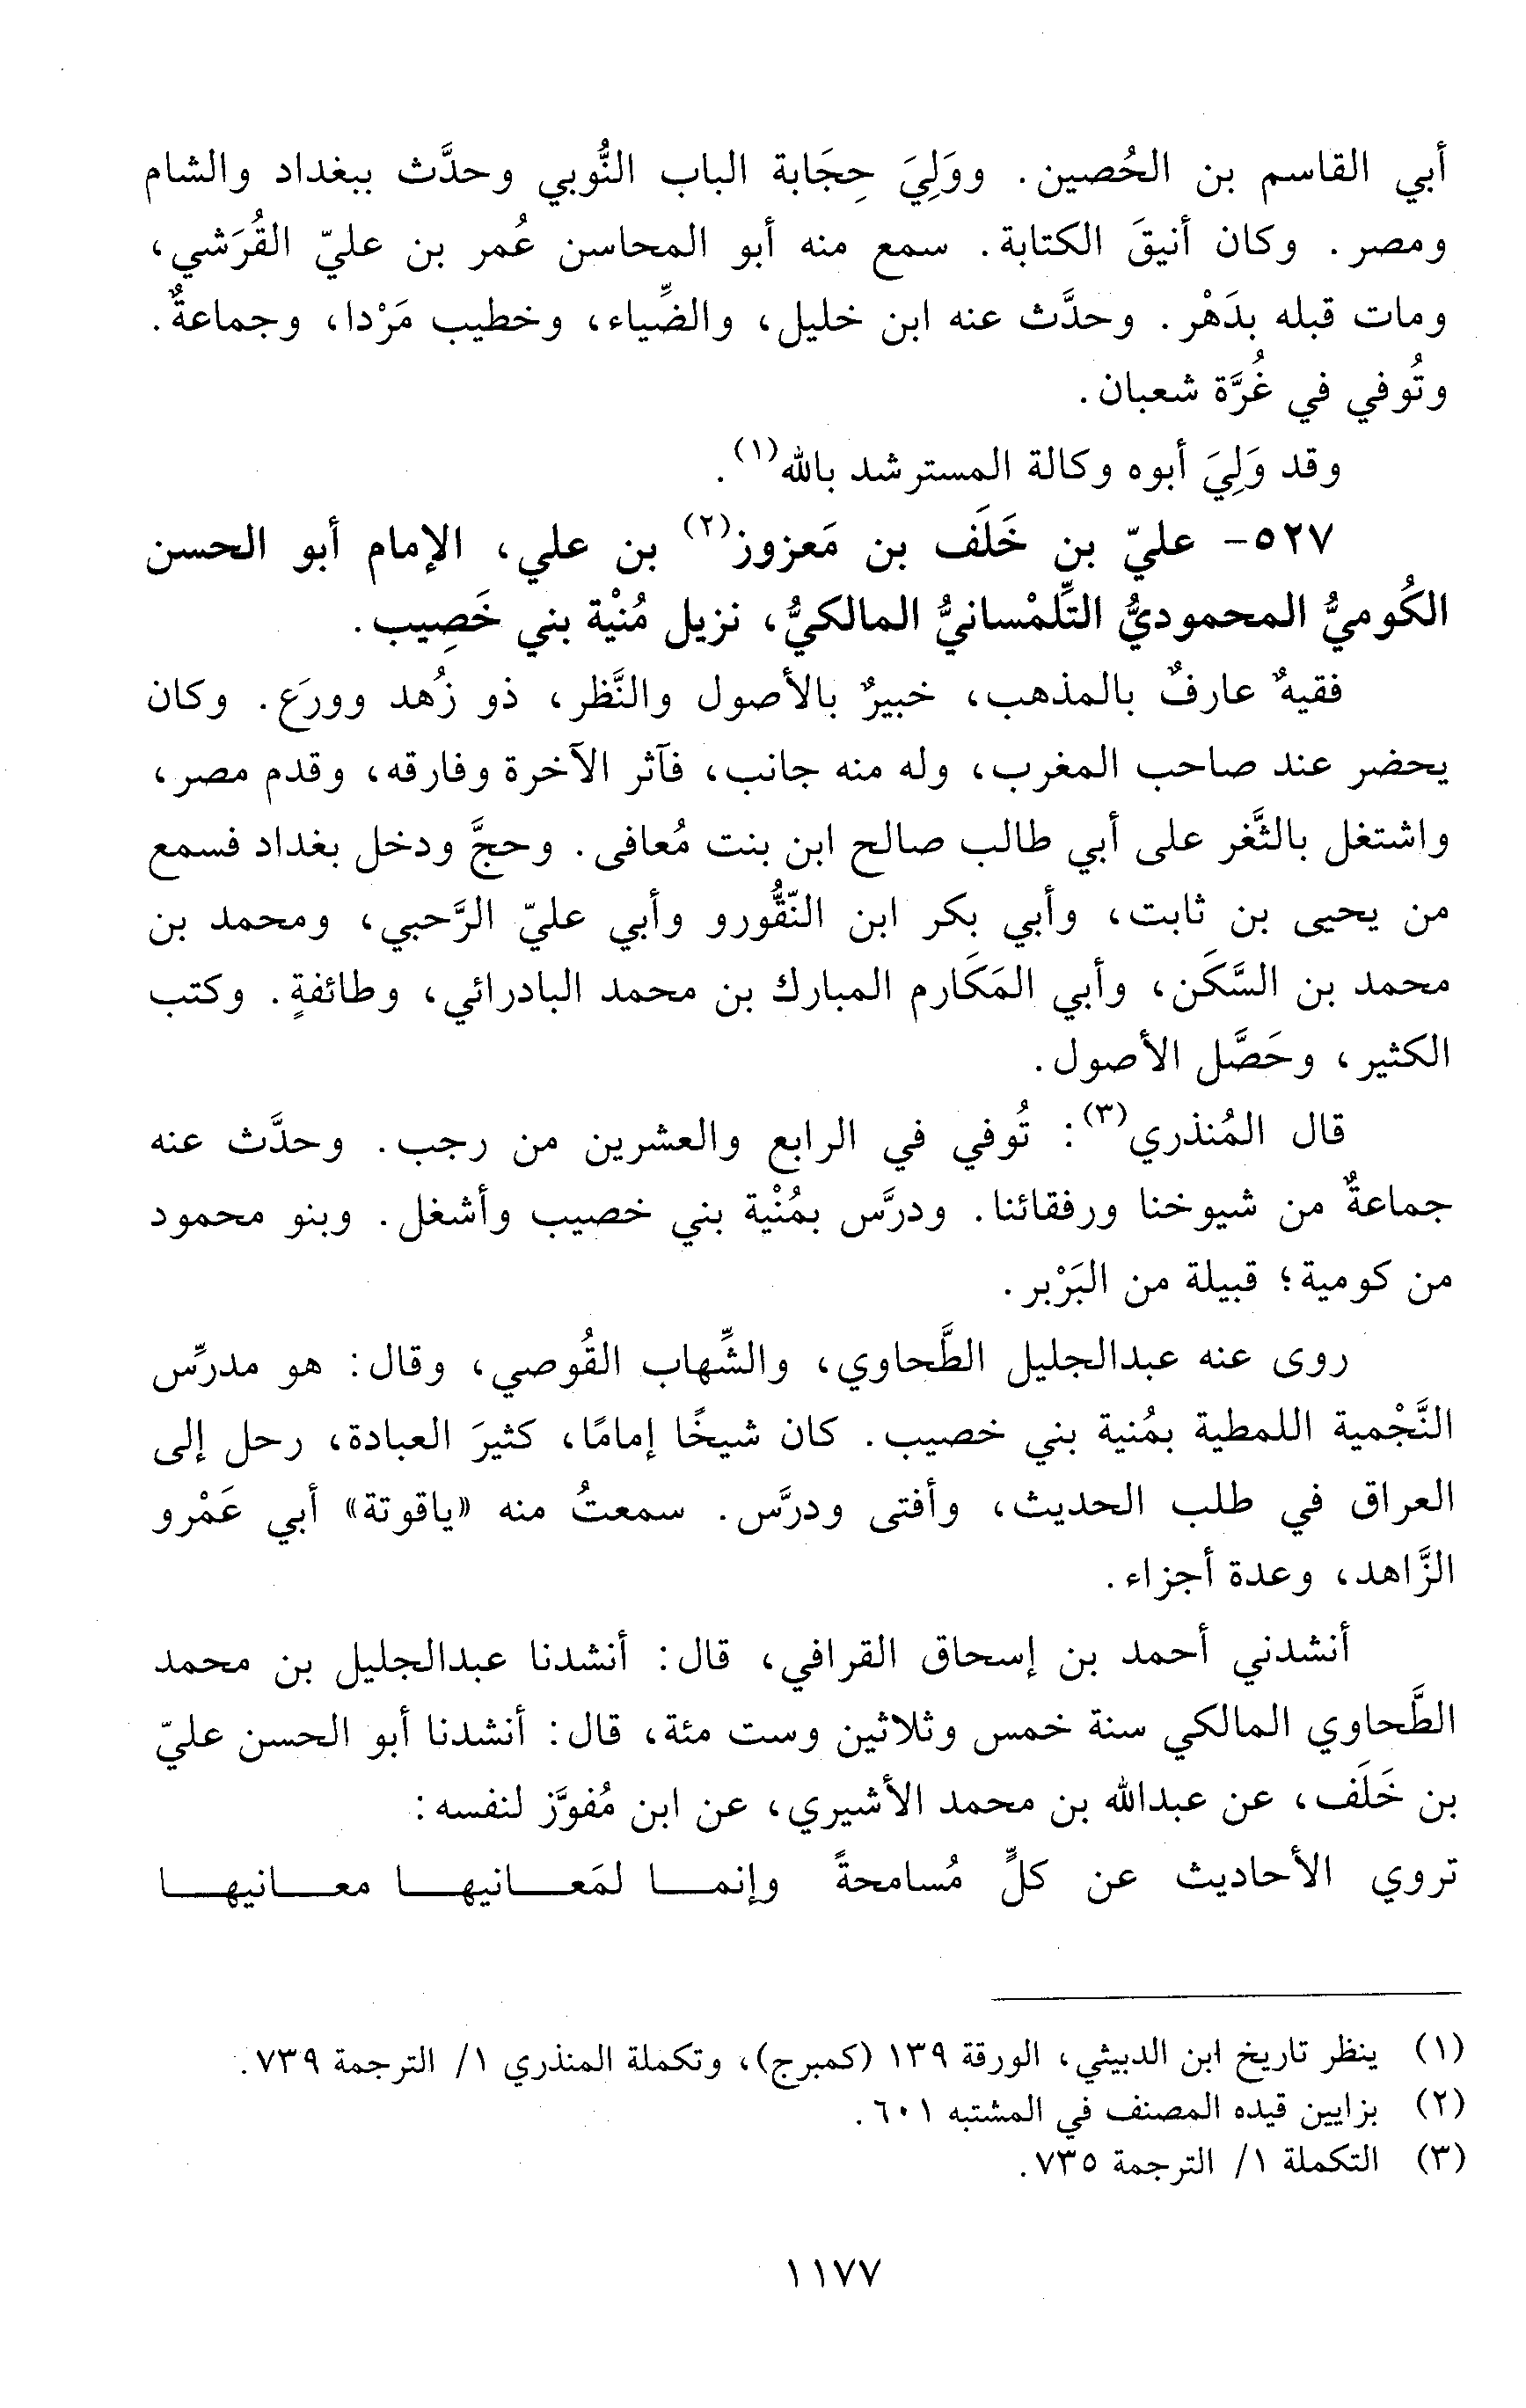 أبي القاسم بن الحُصين. ووَلِيَ حِجَابة الباب النُّوبي وحدَّث ببغداد والشام
ومصر. وكان أنيقَ الكتابة. سمع منه أبو المحاسن عُمر بن عليّ القُرَشي،
ومات قبله بدَهْر. وحدَّث عنه ابن خليل، والضِّياء، وخطيب مَرْدا، وجماعةٌ.
وتُوفي في غُرَّة شعبان.
وقد وَلِيَ أبوه وكالة المسترشد بالله(١).
٥٢٧- عليّ بن خَلَف بن مَعزوز(٢) بن علي، الإمام أبو الحسن
الكُوميُّ المحموديُّ التِّلمْسانيُّ المالكيُّ، نزيل مُنْية بني خَصِيب.
فقيهٌ عارفٌ بالمذهب، خبيرٌ بالأصول والنَّظر، ذو زُهد وورَع. وكان
يحضر عند صاحب المغرب، وله منه جانب، فآثر الآخرة وفارقه، وقدم مصر،
واشتغل بالثَّغر على أبي طالب صالح ابن بنت مُعافى. وحجَّ ودخل بغداد فسمع
من يحيى بن ثابت، وأبي بكر ابن النّقُّورو وأبي عليّ الرَّحبي، ومحمد بن
محمد بن السَّكَن، وأبي المَكَارم المبارك بن محمد البادرائي، وطائفةٍ. وكتب
الكثير، وحَصَّل الأصول.
قال المُنذري(٣): تُوفي في الرابع والعشرين من رجب. وحدَّث عنه
جماعةٌ من شيوخنا ورفقائنا. ودرَّس بمُنْية بني خصيب وأشغل. وبنو محمود
من كومية؛ قبيلة من البَرْبر.
روى عنه عبدالجليل الطَّحاوي، والشِّهاب القُوصي، وقال: هو مدرِّس
النَّجْمية اللمطية بمُنية بني خصيب. كان شيخًا إمامًا، كثيرَ العبادة، رحل إلى
العراق في طلب الحديث، وأفتى ودرَّس. سمعتُ منه «ياقوتة» أبي عَمْرو
الزَّاهد، وعدة أجزاء.
أنشدني أحمد بن إسحاق القرافي، قال: أنشدنا عبدالجليل بن محمد
الطَّحاوي المالكي سنة خمس وثلاثين وست مئة، قال: أنشدنا أبو الحسن عليّ
بن خَلَف، عن عبدالله بن محمد الأشيري، عن ابن مُفوَّز لنفسه:
تروي الأحاديث عن كلٍّ مُسامحةً وإنمـا لمَعـانيهـا معـانيهـا
(١) ينظر تاريخ ابن الدبيثي، الورقة ١٣٩ (كمبرج)، وتكملة المنذري ١/ الترجمة ٧٣٩.
(٢) بزايين قيده المصنف في المشتبه ٦٠١.
(٣) التكملة ١/ الترجمة ٧٣٥.
١١٧٧